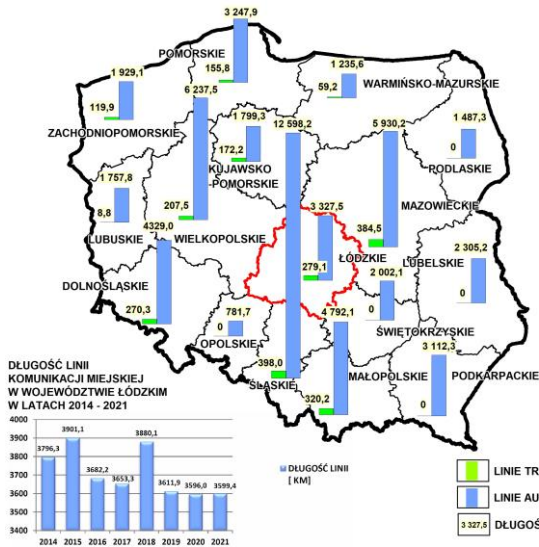 3 247,9
POMORSKIE
155,8
1 929,1
119,9
ZACHODNIOPOMORSKIE
6 237,5
1 235,6
59,2
WARMIŃSKO-MAZURSKIE
12 598,2
5 930,2
1 487,3
0
PODLASKIE
1 799,3
172,2
KUJAWSKO
-POMORSKIE
1 757,8
8,8
LUBUSKIE
207,5
WIELKOPOLSKIE
MAZOWIECKIE
384,5
3 327,5
279,1
ŁÓDZKIE
4329,0
DOLNOŚLĄSKIE
270,3
LUBELSKIE
2 305,2
0
2 002,1
0
ŚWIĘTOKRZYSKIE
781,7
0
OPOLSKIE
4 792,1
398,0
ŚLĄSKIE
MAŁOPOLSKIE
320,2
3 112,3
PODKARPACKIE
0
DŁUGOŚĆ LINII
KOMUNIKACJI MIEJSKIEJ
W WOJEWÓDZTWIE ŁÓDZKIM
W LATACH 2014 - 2021
4000
3900
3800
3700
3600
3500
3400
3796,3
3901,1
3682,2
3653,3
3880,1
3611,9
3596,0
3599,4
2014 2015 2016 2017 2018 2019 2020 2021
DŁUGOŚĆ LINII
[ KM]
LINIE TR
LINIE AU
3 327,5 DŁUGOŚ